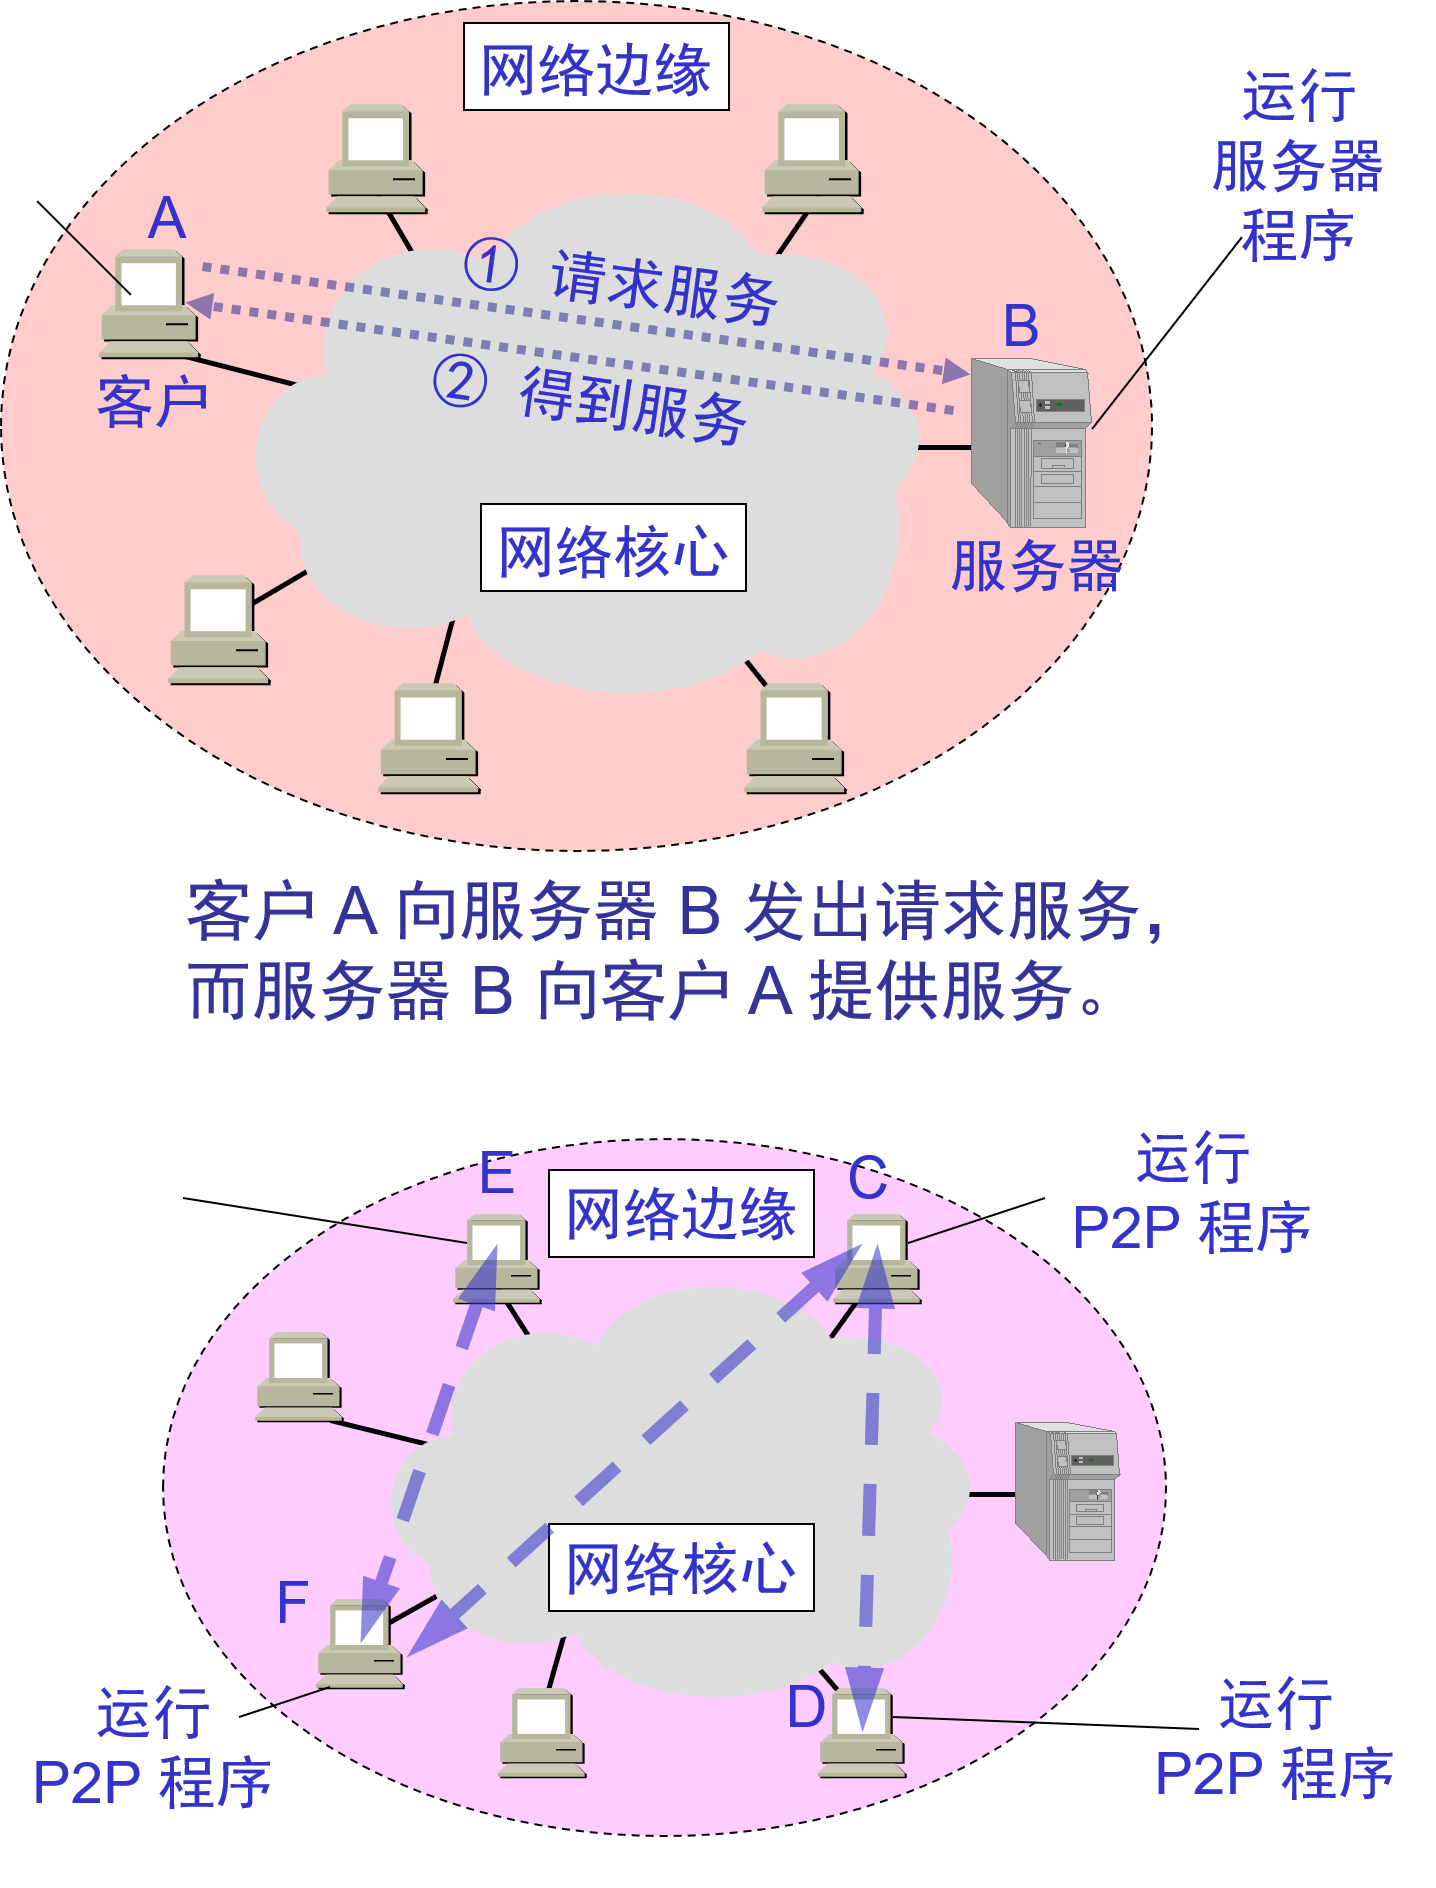 网络边缘
运行
服务器
程序
A
① 请求服务
B
客户
② 得到服务
网络核心
服务器
客户 A 向服务器 B 发出请求服务，
而服务器 B 向客户 A 提供服务。
E
网络边缘
C
运行
P2P 程序
网络核心
F
D
运行
P2P 程序
运行
P2P 程序